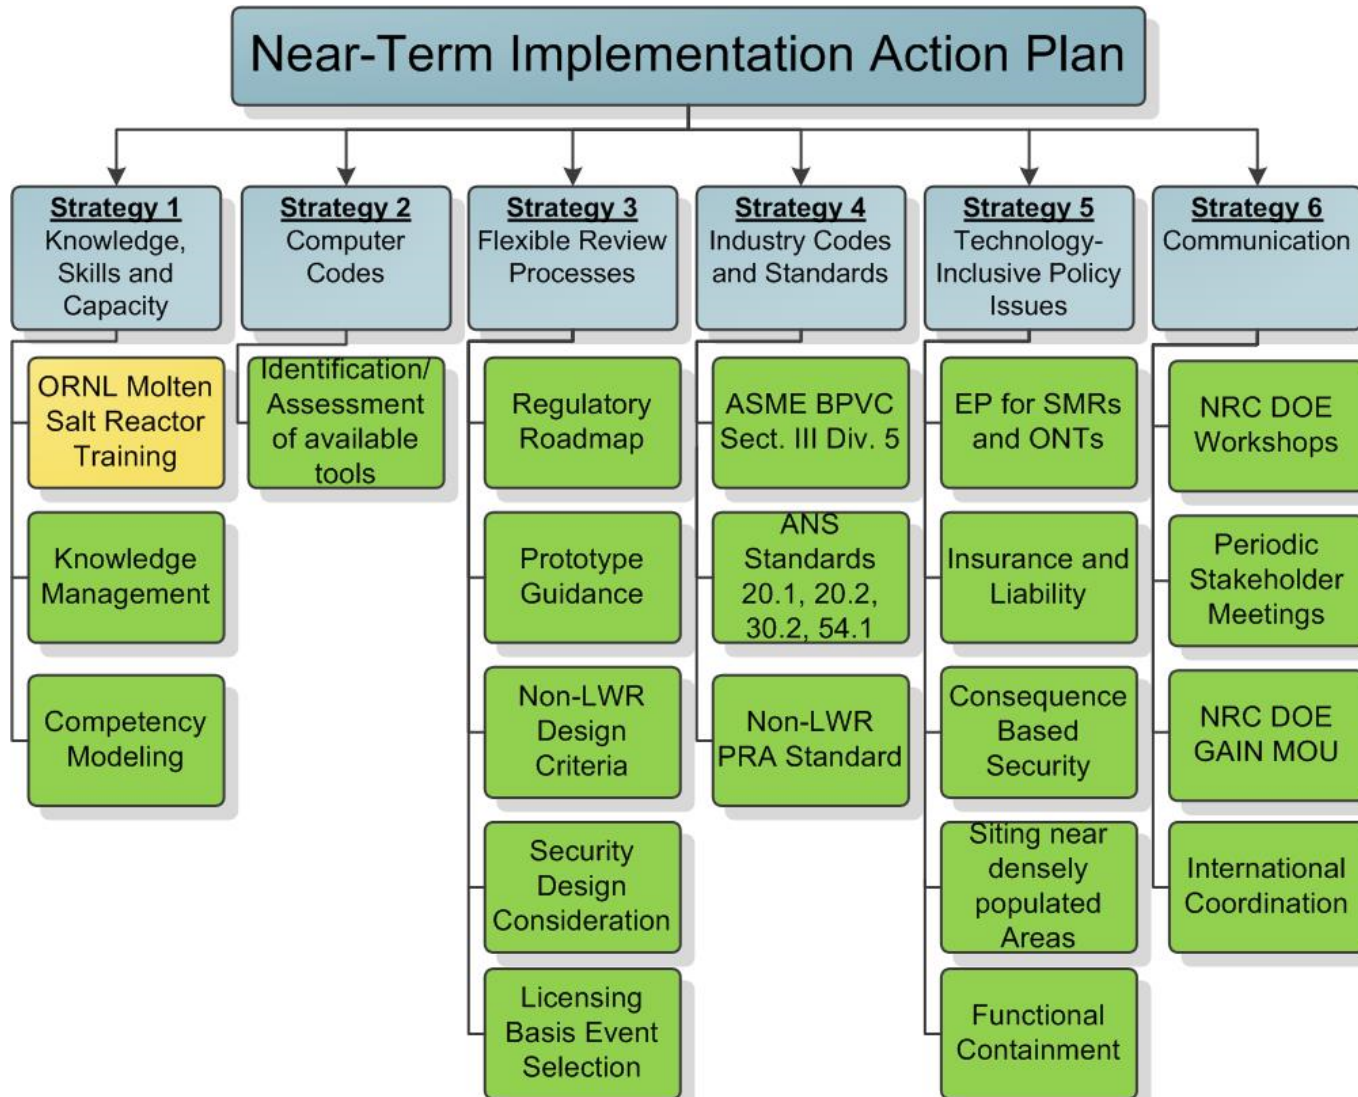 Near-Term Implementation Action Plan
Strategy 1
Knowledge,
Skills and
Capacity
ORNL Molten
Salt Reactor
Training
Knowledge
Management
Competency
Modeling
Strategy 2
Computer
Codes
Identification/
Assessment
of available
tools
Strategy 3
Flexible Review
Processes
Regulatory
Roadmap
Prototype
Guidance
Non-LWR
Design
Criteria
Security
Design
Consideration
Licensing
Basis Event
Selection
Strategy 4
Industry Codes
and Standards
ASME BPVC
Sect. III Div. 5
ANS
Standards
20.1, 20.2,
30.2, 54.1
Non-LWR
PRA Standard
Strategy 5
Technology-
Inclusive Policy
Issues
EP for SMRs
and ONTs
Insurance and
Liability
Consequence
Based
Security
Siting near
densely
populated
Areas
Functional
Containment
Strategy 6
Communication
NRC DOE
Workshops
Periodic
Stakeholder
Meetings
NRC DOE
GAIN MOU
International
Coordination